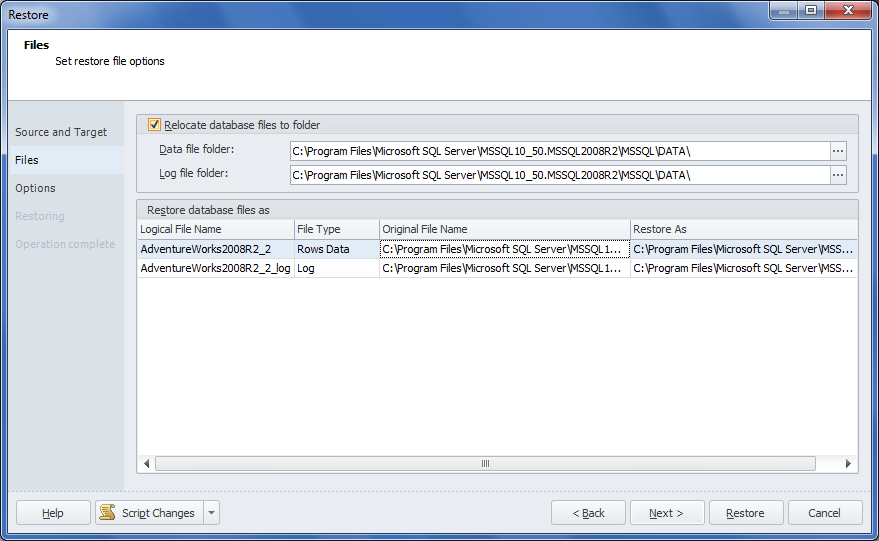 Restore
Files
Set restore file options
Source and Target
Files
Options
Restoring
Operation complete
Relocate database files to folder
Data file folder: C:\Program Files\Microsoft SQL Server\MSSQL10_50.MSSQL2008R2\MSSQL\DATA\ ...
Log file folder: C:\Program Files\Microsoft SQL Server\MSSQL10_50.MSSQL2008R2\MSSQL\DATA\ ...
Restore database files as
Logical File Name File Type Original File Name Restore As
AdventureWorks2008R2_2 Rows Data C:\Program Files\Microsoft SQL Server\MSSQL1... C:\Program Files\Microsoft SQL Server\MSS...
AdventureWorks2008R2_2_log Log C:\Program Files\Microsoft SQL Server\MSSQL1... C:\Program Files\Microsoft SQL Server\MSS...
Help Script Changes < Back Next > Restore Cancel